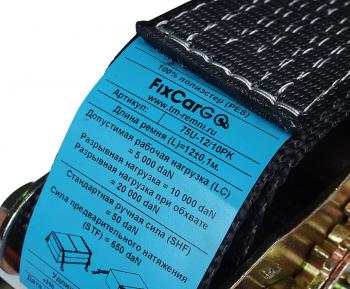 100% полиэстер (PES)
FixCarGO
www.tm-remni.ru
Артикул: 75U-12/10РК
Длина ремня (L)=12±0.1м.
Допустимая рабочая нагрузка (LC)
= 5 000 daN
Разрывная нагрузка = 10 000 daN
Разрывная нагрузка при обхвате
= 20 000 daN
Стандартная ручная сила (SHF)
= 50 daN
Сила предварительного натяжения
(STF) = 650 daN